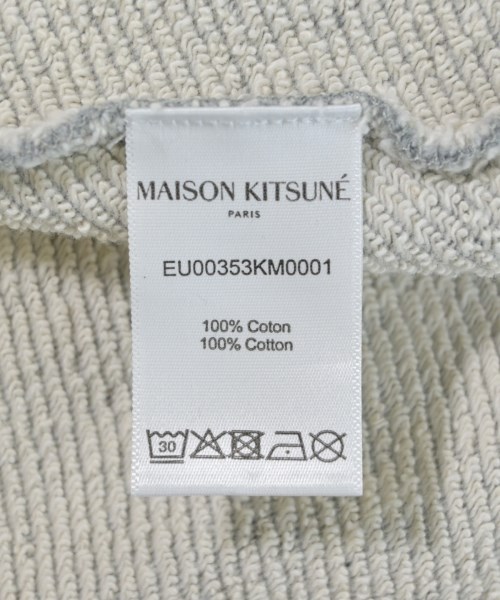 MAISON KITSUNÉ
PARIS
EU00353KM0001
100% Coton
100% Cotton
30